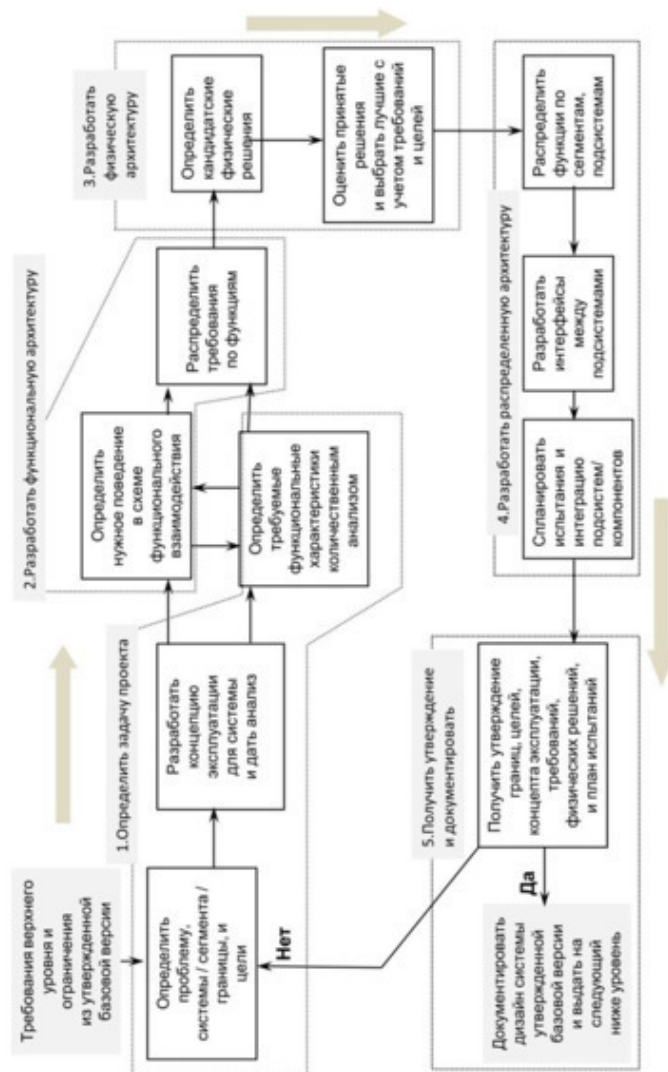 Требования верхнего
уровня и
ограничения
из утвержденной
базовой версии
1.Определить задачу проекта
Определить
проблему,
системы / сегмента /
границы, и
цели
Разработать
концепцию
эксплуатации
для системы
и дать анализ
2.Разработать функциональную архитектуру
Определить
нужное поведение
в схеме
функционального
взаимодействия
Определить
требуемые
функциональные
характеристики
количественным
анализом
Распределить
требования
по функциям
3.Разработать
физическую
архитектуру
Определить
кандидатские
физические
решения
Оценить принятые
решения
и выбрать лучшие с
учетом требований
и целей
4.Разработать распределенную архитектуру
Распределить
функции по
сегментам,
подсистемам
Разработать
интерфейсы
между
подсистемами
Спланировать
испытания и
интеграцию
подсистем/
компонентов
5.Получить утверждение
и документировать
Получить утверждение
границ, целей,
концепта эксплуатации,
требований,
физических решений,
и план испытаний
Нет
Да
Документировать
дизайн системы
утвержденной
базовой версии
и выдать на
следующий
ниже уровень